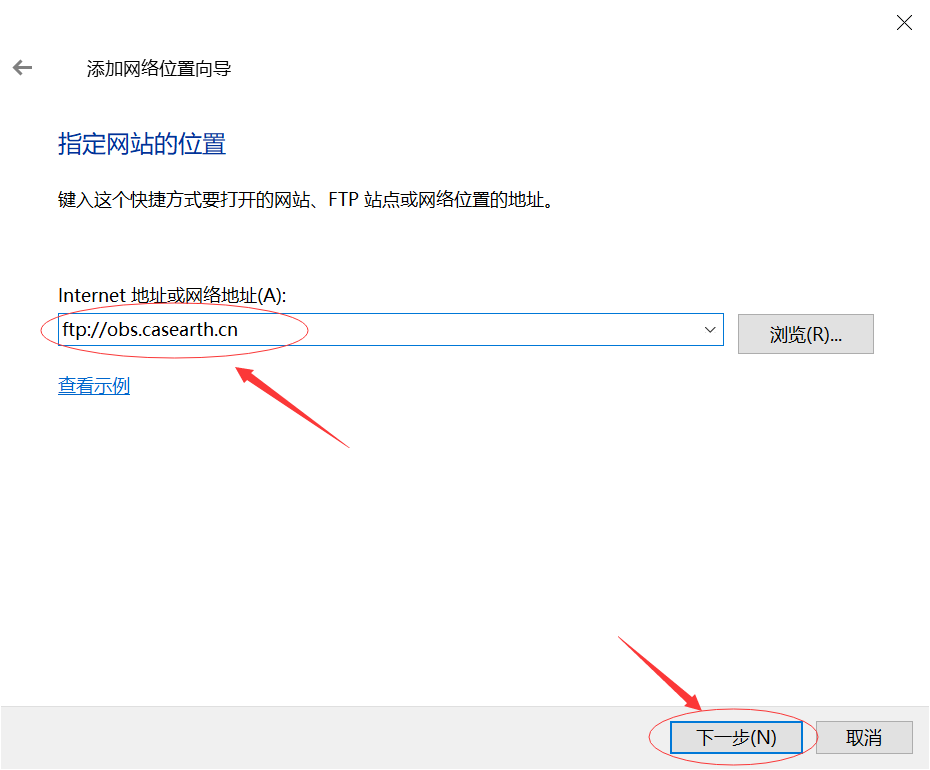 添加网络位置向导
指定网站的位置
键入这个快捷方式要打开的网站、FTP 站点或网络位置的地址。
Internet 地址或网络地址(A):
ftp://obs.casearth.cn
浏览(R)...
查看示例
下一步(N)
取消